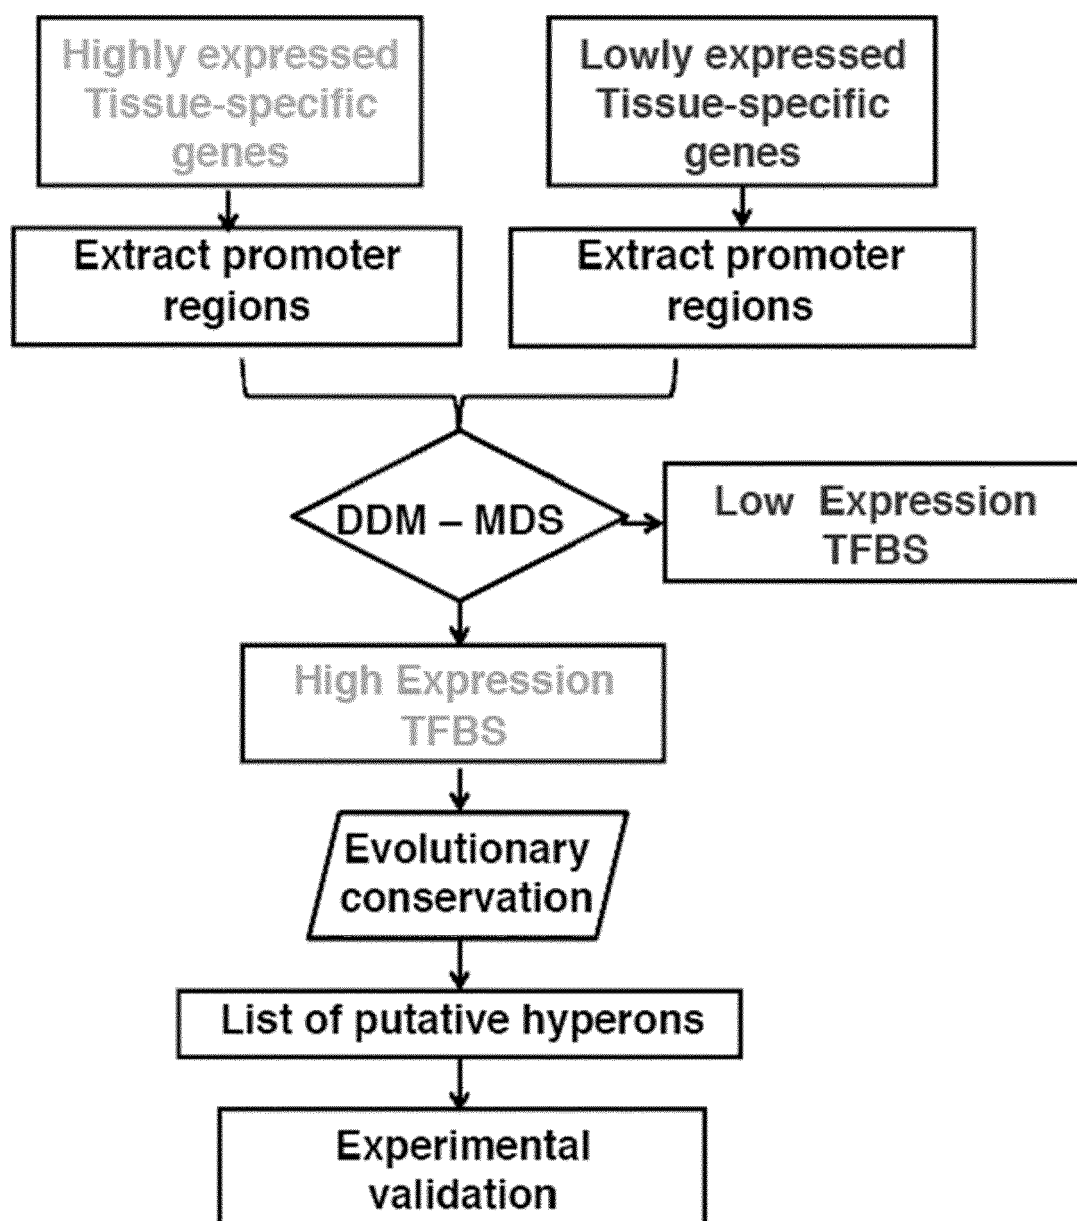 Highly expressed
Tissue-specific
genes
Lowly expressed
Tissue-specific
genes
Extract promoter
regions
Extract promoter
regions
DDM – MDS
Low Expression
TFBS
High Expression
TFBS
Evolutionary
conservation
List of putative hyperons
Experimental
validation